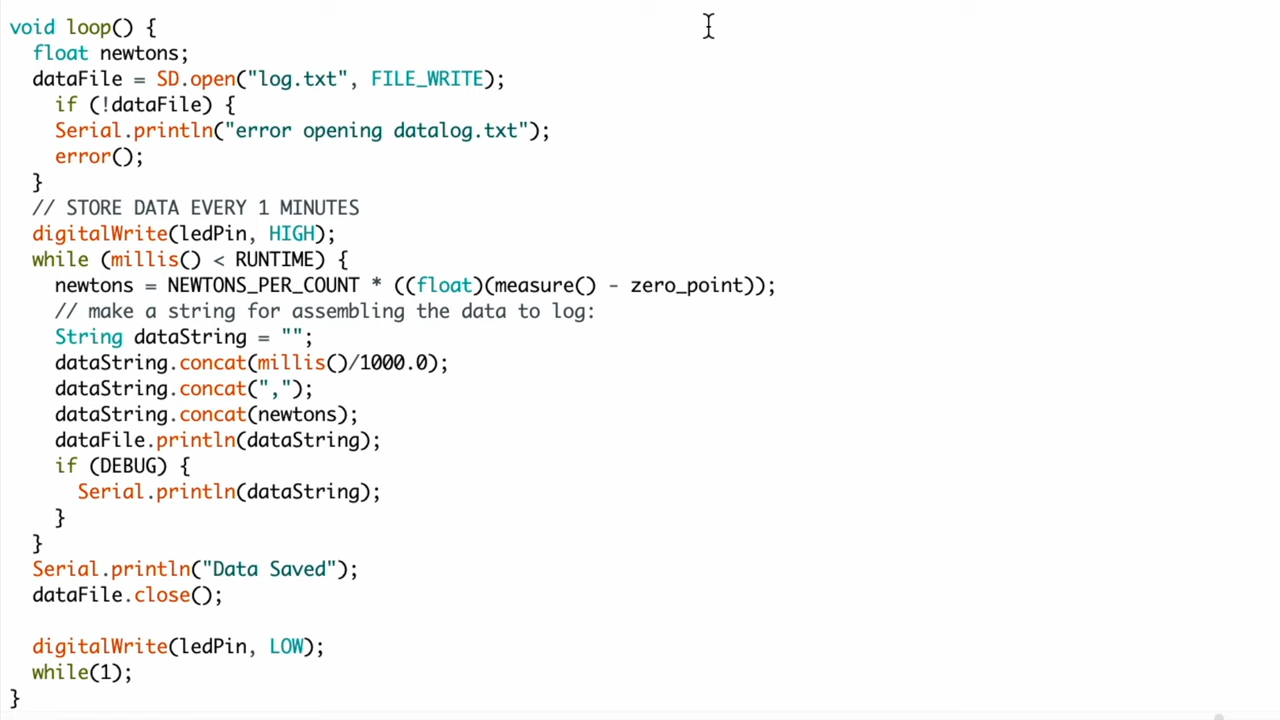 void loop() {
float newtons;
dataFile = SD.open("log.txt", FILE_WRITE);
if (!dataFile) {
Serial.println("error opening datalog.txt");
error();
}
// STORE DATA EVERY 1 MINUTES
digitalWrite(ledPin, HIGH);
while (millis() < RUNTIME) {
newtons = NEWTONS_PER_COUNT * ((float)(measure() - zero_point));
// make a string for assembling the data to log:
String dataString = "";
dataString.concat(millis()/1000.0);
dataString.concat(",");
dataString.concat(newtons);
dataFile.println(dataString);
if (DEBUG) {
Serial.println(dataString);
}
}
Serial.println("Data Saved");
dataFile.close();
digitalWrite(ledPin, LOW);
while(1);
}